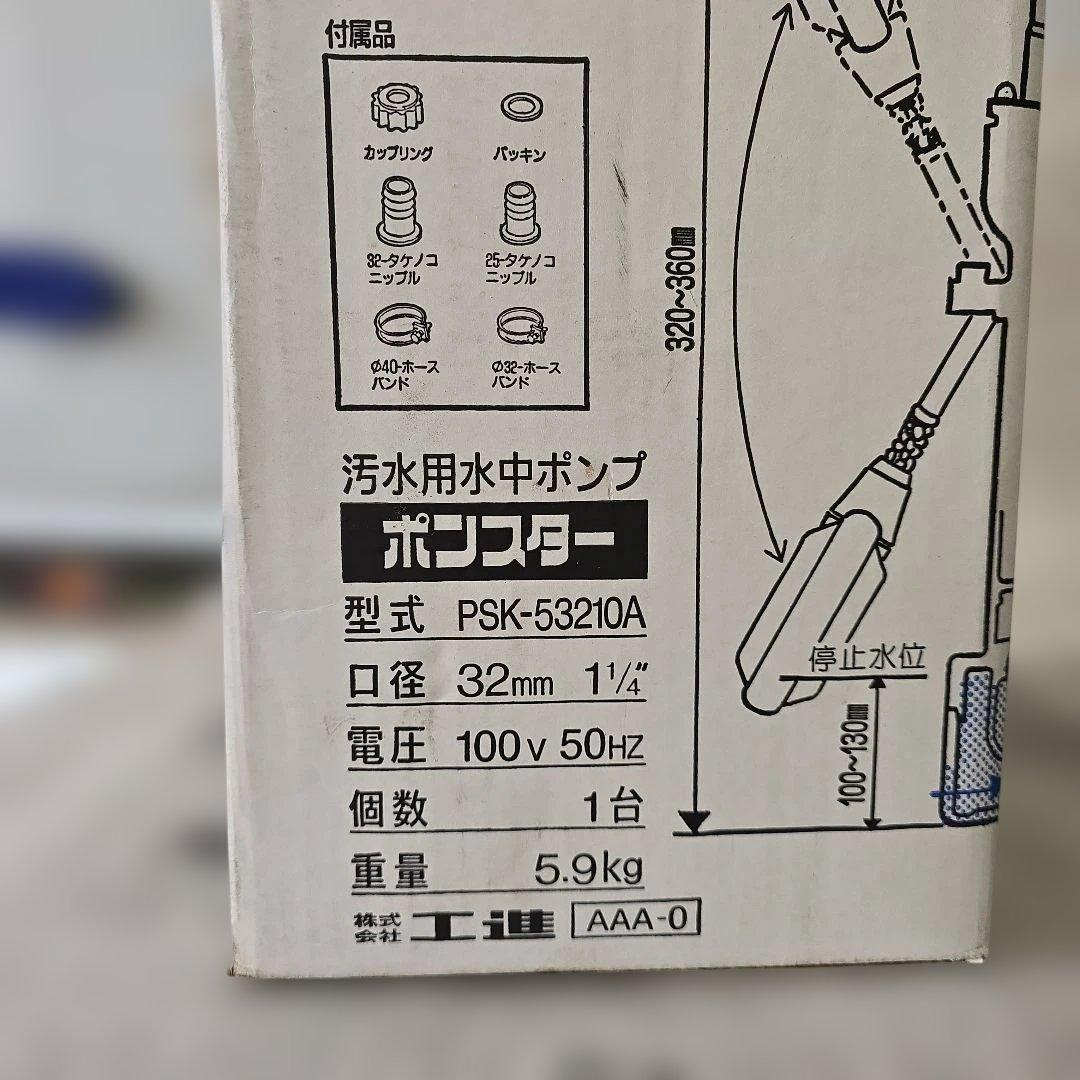 付属品
カップリング
パッキン
32-タケノコ
ニップル
25-タケノコ
ニップル
Ø40-ホース
バンド
Ø32-ホース
バンド
320~360㎜
停止水位
100~130㎜
汚水用水中ポンプ
ポンスター
型式 PSK-53210A
口径 32mm 1¼″
電圧 100V 50HZ
個数 1台
重量 5.9kg
株式会社 工進 AAA-0